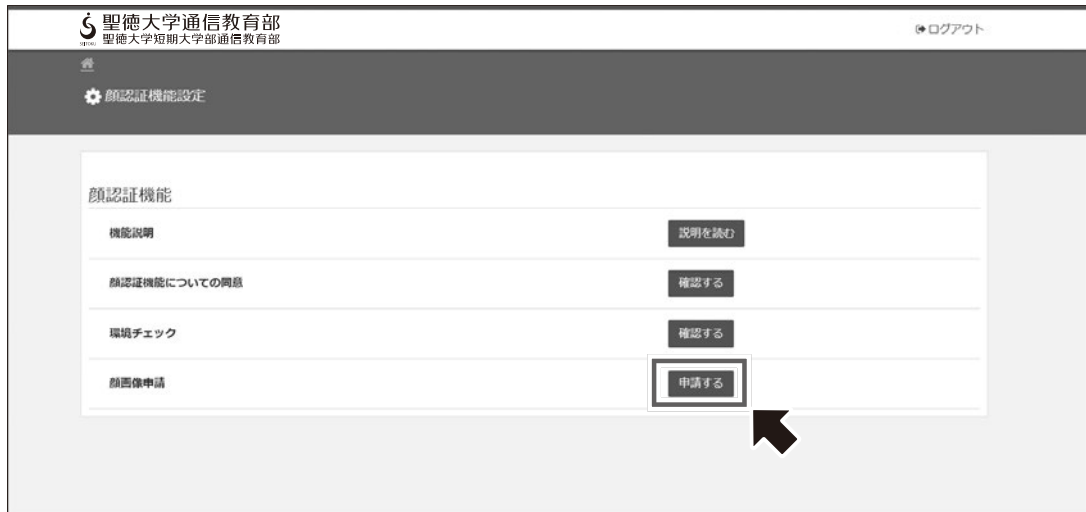 聖徳大学通信教育部
SEITOKU 聖徳大学短期大学部通信教育部
ログアウト
顔認証機能設定
顔認証機能
機能説明 説明を読む
顔認証機能についての同意 確認する
環境チェック 確認する
顔画像申請 申請する